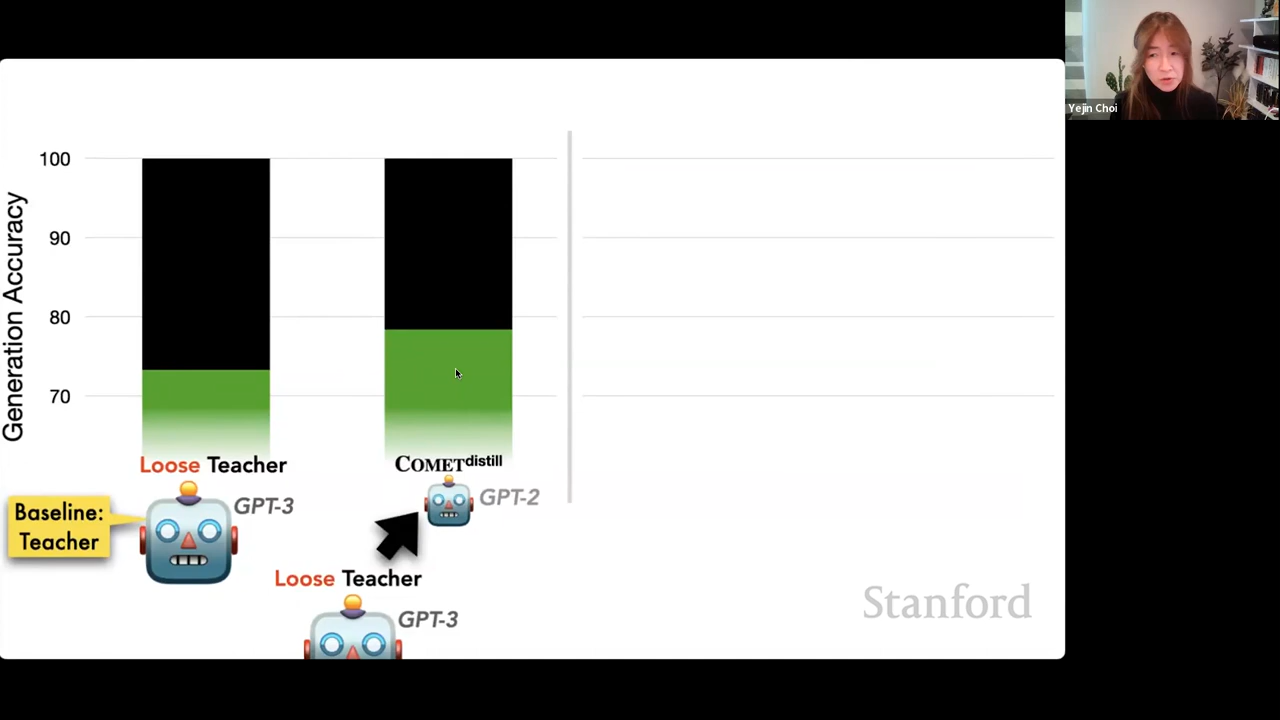 Yejin Choi
Generation Accuracy
100
90
80
70
Loose Teacher
GPT-3
Baseline:
Teacher
COMETdistill
GPT-2
Loose Teacher
GPT-3
Stanford